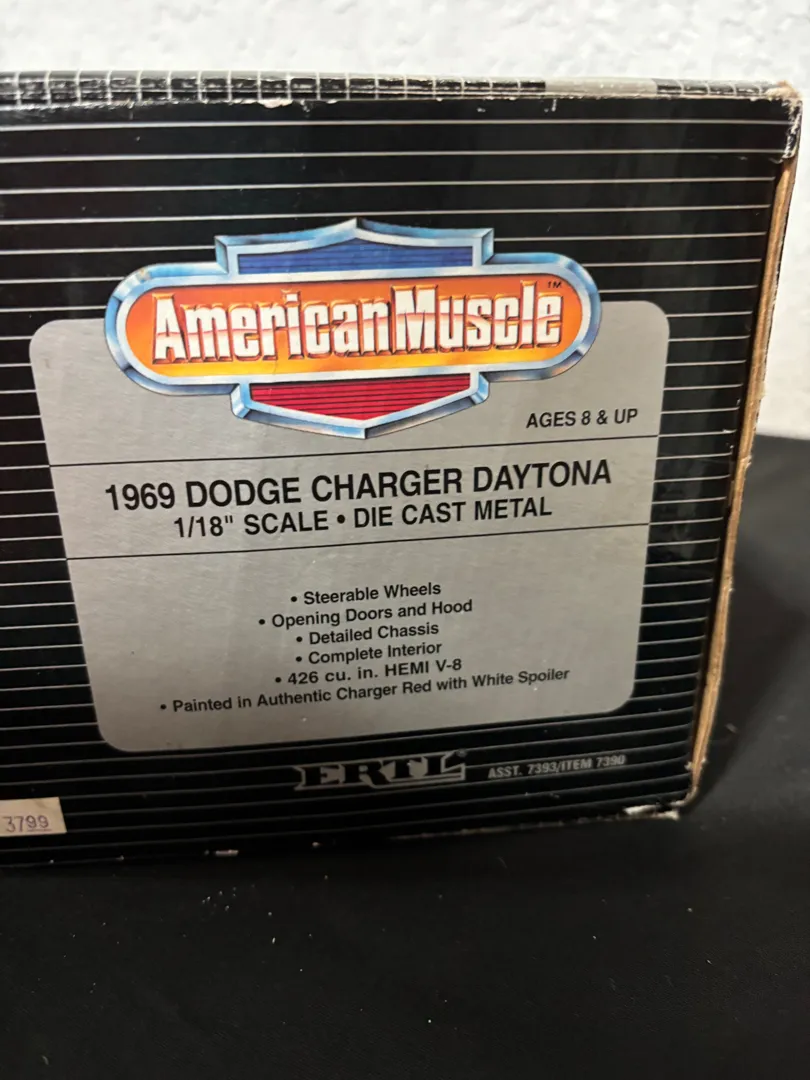 AmericanMuscle™
AGES 8 & UP
1969 DODGE CHARGER DAYTONA
1/18" SCALE • DIE CAST METAL
• Steerable Wheels
• Opening Doors and Hood
• Detailed Chassis
• Complete Interior
• 426 cu. in. HEMI V-8
• Painted in Authentic Charger Red with White Spoiler
ERTL® ASST. 7393/ITEM 7390
3799